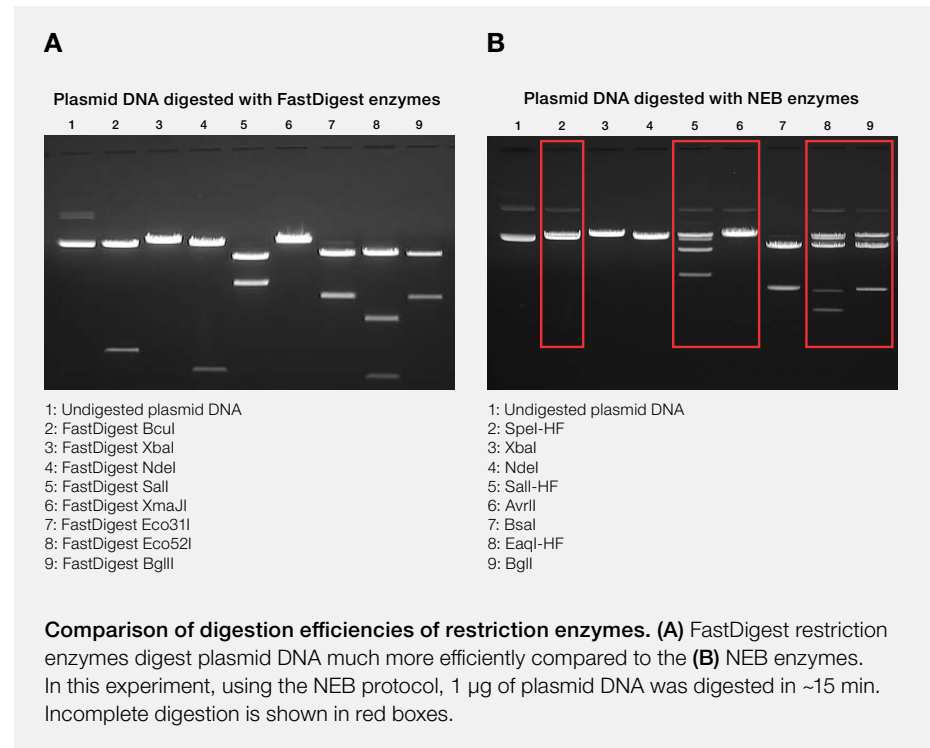 A
Plasmid DNA digested with FastDigest enzymes
1 2 3 4 5 6 7 8 9
1: Undigested plasmid DNA
2: FastDigest BcuI
3: FastDigest XbaI
4: FastDigest NdeI
5: FastDigest SalI
6: FastDigest XmaJI
7: FastDigest Eco31I
8: FastDigest Eco52I
9: FastDigest BglII
B
Plasmid DNA digested with NEB enzymes
1 2 3 4 5 6 7 8 9
1: Undigested plasmid DNA
2: SpeI-HF
3: XbaI
4: NdeI
5: SalI-HF
6: AvrII
7: BsaI
8: EaqI-HF
9: BglI
Comparison of digestion efficiencies of restriction enzymes. (A) FastDigest restriction
enzymes digest plasmid DNA much more efficiently compared to the (B) NEB enzymes.
In this experiment, using the NEB protocol, 1 µg of plasmid DNA was digested in ~15 min.
Incomplete digestion is shown in red boxes.